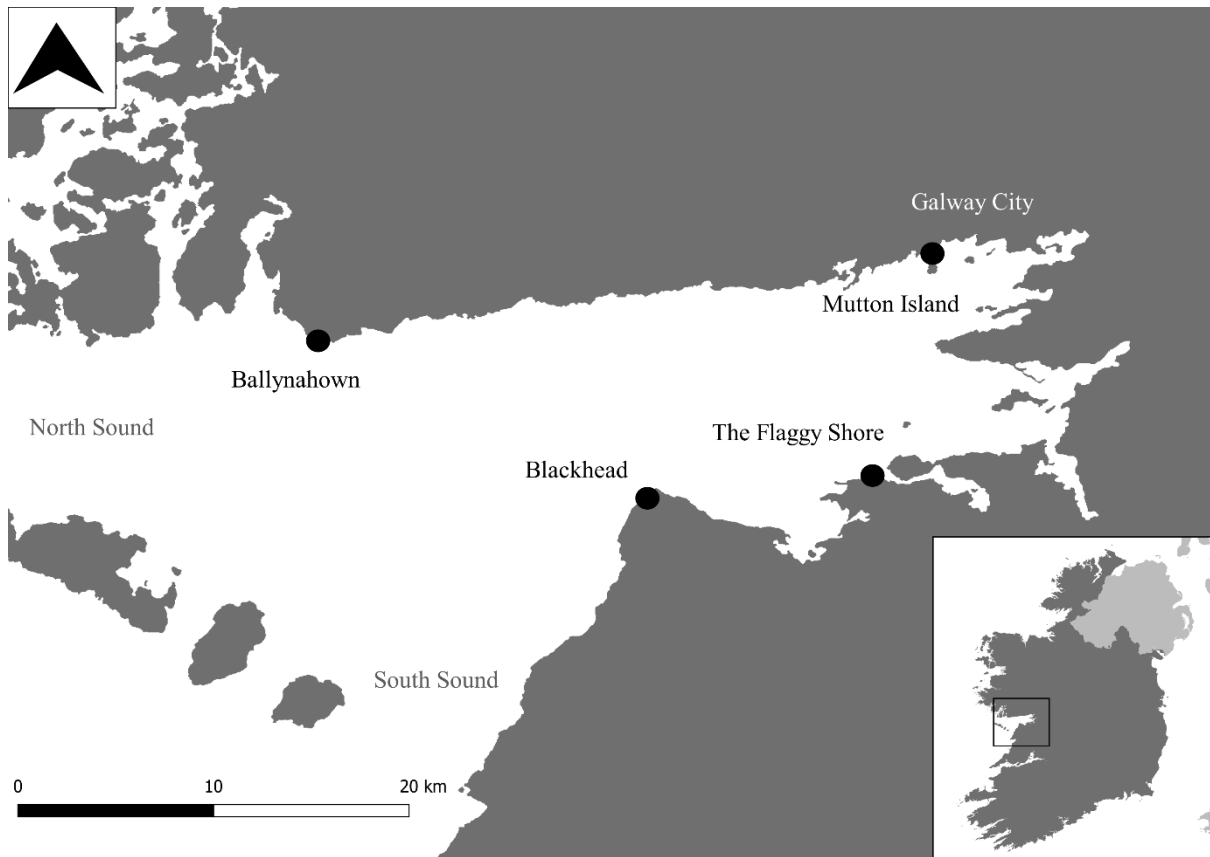 Galway City
Mutton Island
Ballynahown
North Sound
The Flaggy Shore
Blackhead
South Sound
0 10 20 km